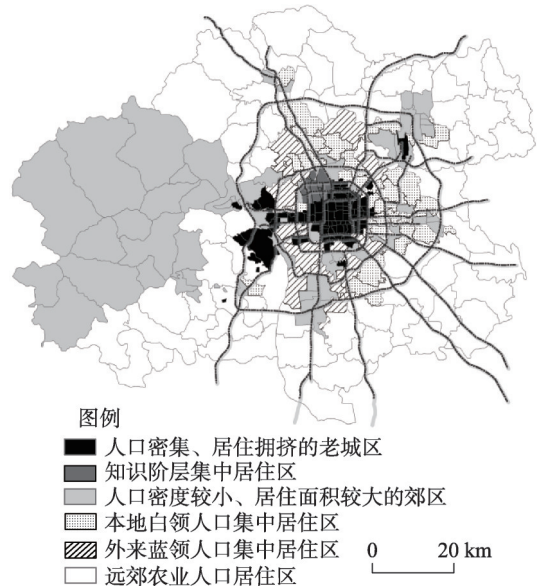 图例
人口密集、居住拥挤的老城区
知识阶层集中居住区
人口密度较小、居住面积较大的郊区
本地白领人口集中居住区
外来蓝领人口集中居住区
远郊农业人口居住区
0 20 km